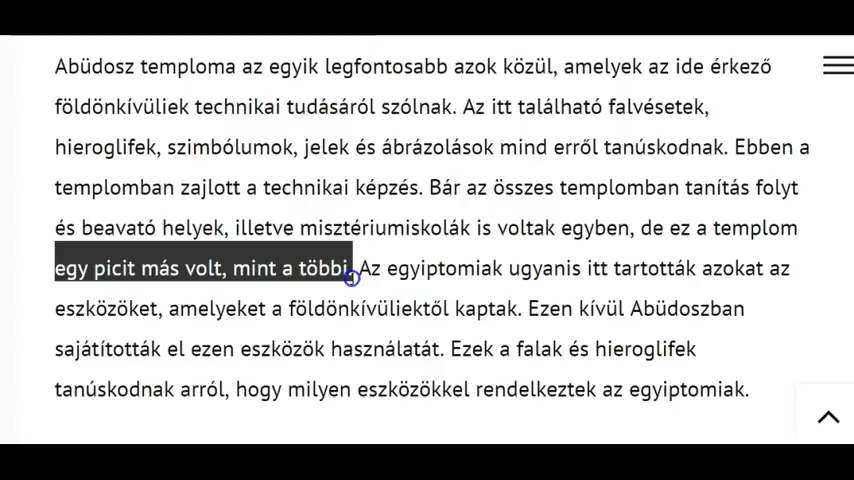 Abüdosz temploma az egyik legfontosabb azok közül, amelyek az ide érkező
földönkívüliek technikai tudásáról szólnak. Az itt található falvésetek,
hieroglifek, szimbólumok, jelek és ábrázolások mind erről tanúskodnak. Ebben a
templomban zajlott a technikai képzés. Bár az összes templomban tanítás folyt
és beavató helyek, illetve misztériumiskolák is voltak egyben, de ez a templom
egy picit más volt, mint a többi. Az egyiptomiak ugyanis itt tartották azokat az
eszközöket, amelyeket a földönkívüliektől kaptak. Ezen kívül Abüdoszban
sajátították el ezen eszközök használatát. Ezek a falak és hieroglifek
tanúskodnak arról, hogy milyen eszközökkel rendelkeztek az egyiptomiak.